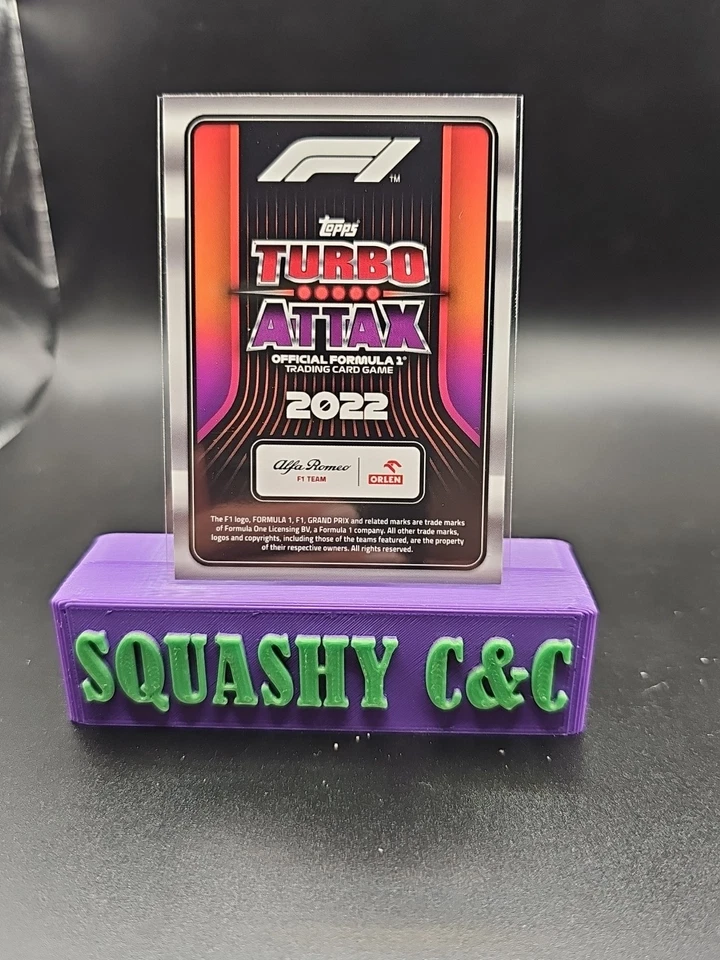 F1™
Topps
TURBO
ATTAX
OFFICIAL FORMULA 1®
TRADING CARD GAME
2022
Alfa Romeo
F1 TEAM
ORLEN
The F1 logo, FORMULA 1, F1, GRAND PRIX and related marks are trade marks
of Formula One Licensing BV, a Formula 1 company. All other trade marks,
logos and copyrights, including those of the teams featured, are the property
of their respective owners. All rights reserved.
SQUASHY C&C